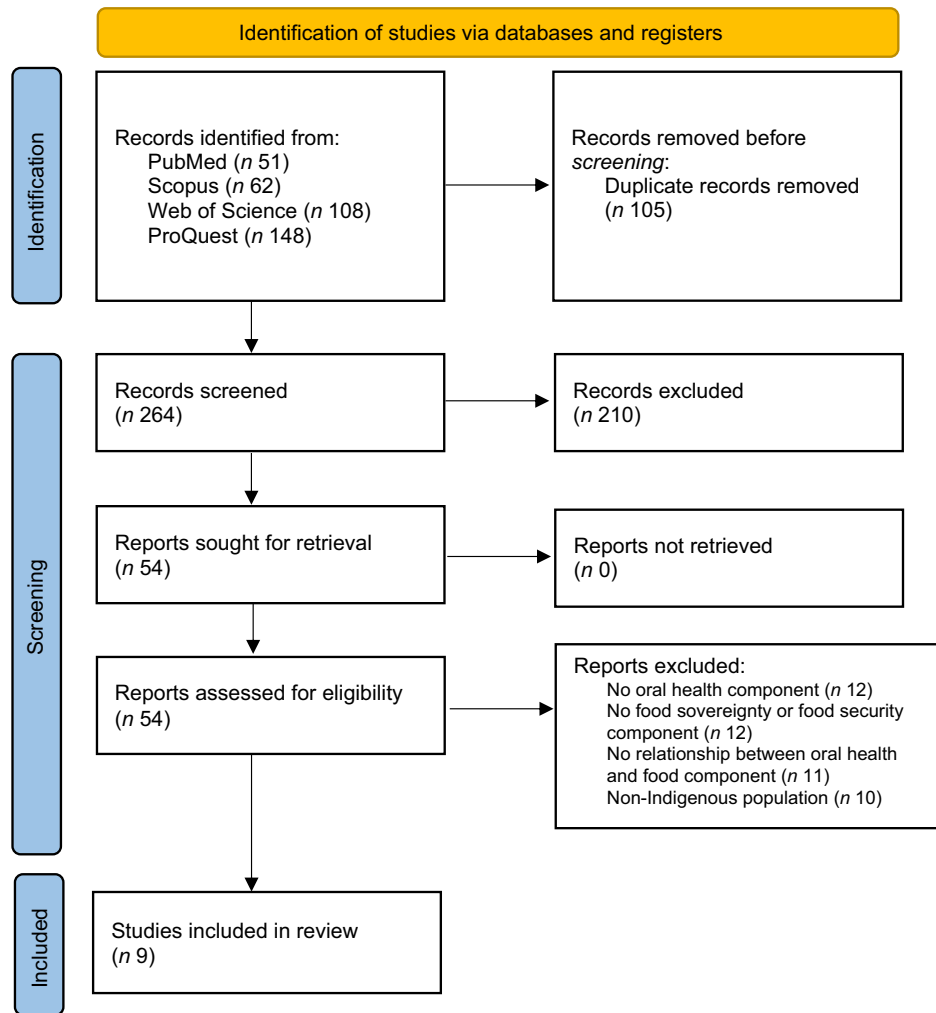 Identification of studies via databases and registers
Identification
Records identified from:
PubMed (n 51)
Scopus (n 62)
Web of Science (n 108)
ProQuest (n 148)
Records removed before
screening:
Duplicate records removed
(n 105)
Screening
Records screened
(n 264)
Records excluded
(n 210)
Reports sought for retrieval
(n 54)
Reports not retrieved
(n 0)
Reports assessed for eligibility
(n 54)
Reports excluded:
No oral health component (n 12)
No food sovereignty or food security
component (n 12)
No relationship between oral health
and food component (n 11)
Non-Indigenous population (n 10)
Included
Studies included in review
(n 9)